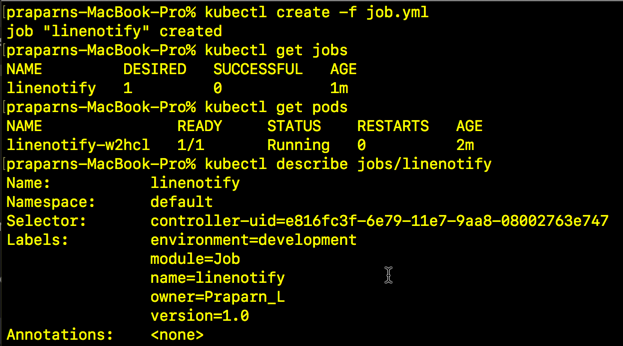 praparns-MacBook-Pro% kubectl create -f job.yml
job "linenotify" created
praparns-MacBook-Pro% kubectl get jobs
NAME DESIRED SUCCESSFUL AGE
linenotify 1 0 1m
praparns-MacBook-Pro% kubectl get pods
NAME READY STATUS RESTARTS AGE
linenotify-w2hcl 1/1 Running 0 2m
praparns-MacBook-Pro% kubectl describe jobs/linenotify
Name: linenotify
Namespace: default
Selector: controller-uid=e816fc3f-6e79-11e7-9aa8-08002763e747
Labels: environment=development
module=Job
name=linenotify
owner=Praparn_L
version=1.0
Annotations: <none>